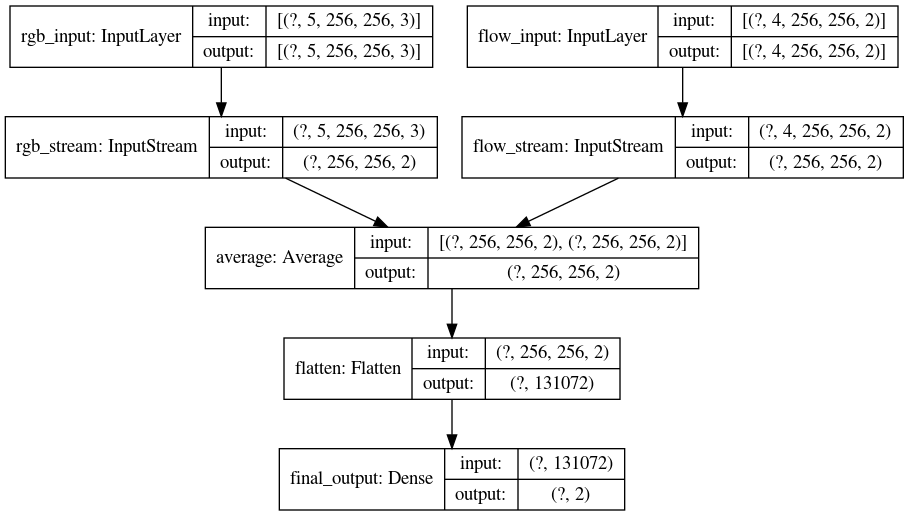 rgb_input: InputLayer input: [(?, 5, 256, 256, 3)]
output: [(?, 5, 256, 256, 3)]
flow_input: InputLayer input: [(?, 4, 256, 256, 2)]
output: [(?, 4, 256, 256, 2)]
rgb_stream: InputStream input: (?, 5, 256, 256, 3)
output: (?, 256, 256, 2)
flow_stream: InputStream input: (?, 4, 256, 256, 2)
output: (?, 256, 256, 2)
average: Average input: [(?, 256, 256, 2), (?, 256, 256, 2)]
output: (?, 256, 256, 2)
flatten: Flatten input: (?, 256, 256, 2)
output: (?, 131072)
final_output: Dense input: (?, 131072)
output: (?, 2)